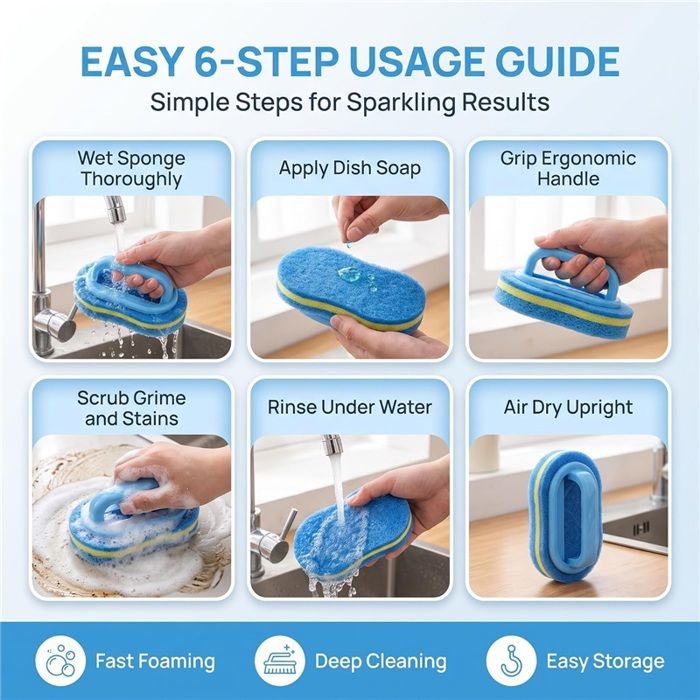 EASY 6-STEP USAGE GUIDE
Simple Steps for Sparkling Results
Wet Sponge
Thoroughly
Apply Dish Soap
Grip Ergonomic
Handle
Scrub Grime
and Stains
Rinse Under Water
Air Dry Upright
Fast Foaming
Deep Cleaning
Easy Storage